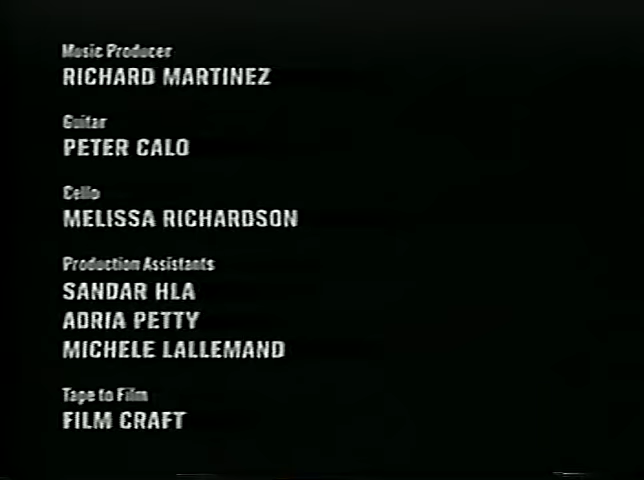 Music Producer
RICHARD MARTINEZ
Guitar
PETER CALO
Cello
MELISSA RICHARDSON
Production Assistants
SANDAR HLA
ADRIA PETTY
MICHELE LALLEMAND
Tape to Film
FILM CRAFT